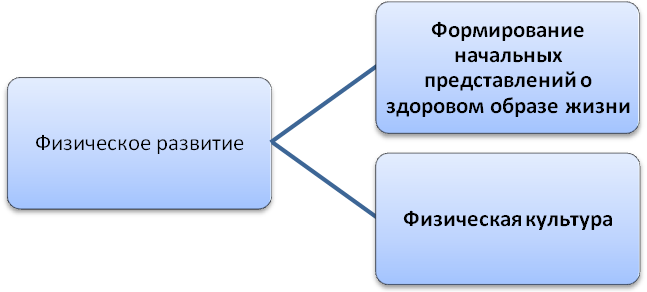 Физическое развитие
Формирование
начальных
представлений о
здоровом образе жизни
Физическая культура